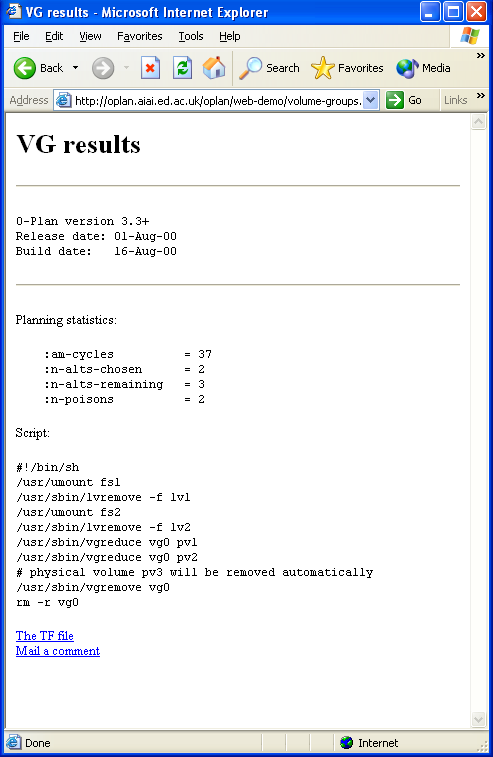 VG results - Microsoft Internet Explorer
File Edit View Favorites Tools Help
Back Search Favorites Media »
Address http://oplan.aiai.ed.ac.uk/oplan/web-demo/volume-groups. Go Links »
VG results
O-Plan version 3.3+
Release date: 01-Aug-00
Build date:   16-Aug-00
Planning statistics:
:am-cycles          = 37
:n-alts-chosen      = 2
:n-alts-remaining   = 3
:n-poisons          = 2
Script:
#!/bin/sh
/usr/umount fs1
/usr/sbin/lvremove -f lv1
/usr/umount fs2
/usr/sbin/lvremove -f lv2
/usr/sbin/vgreduce vg0 pv1
/usr/sbin/vgreduce vg0 pv2
# physical volume pv3 will be removed automatically
/usr/sbin/vgremove vg0
rm -r vg0
The TF file
Mail a comment
Done Internet